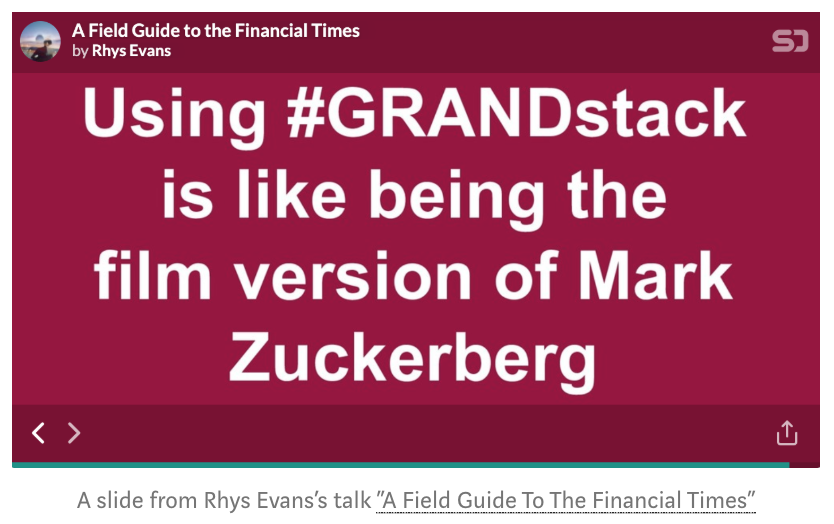 A Field Guide to the Financial Times
by Rhys Evans
SD
Using #GRANDstack
is like being the
film version of Mark
Zuckerberg
A slide from Rhys Evans’s talk ”A Field Guide To The Financial Times”